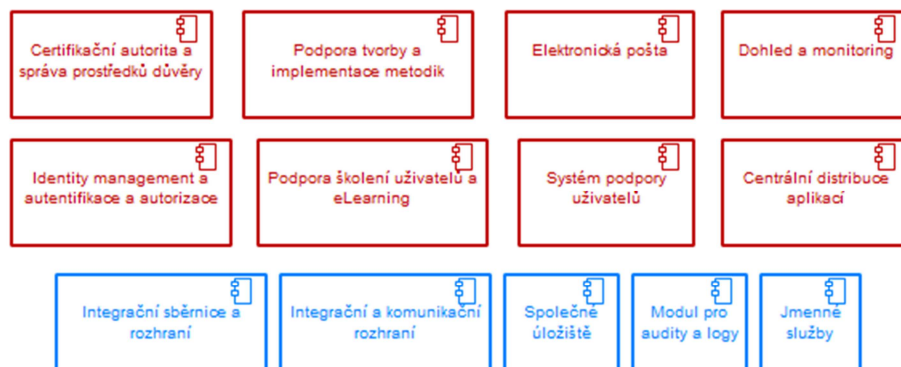 Certifikační autorita a
správa prostředků důvěry
Podpora tvorby a
implementace metodik
Elektronická pošta
Dohled a monitoring
Identity management a
autentifikace a autorizace
Podpora školení uživatelů a
eLearning
Systém podpory
uživatelů
Centrální distribuce
aplikací
Integrační sběrnice a
rozhraní
Integrační a komunikační
rozhraní
Společné
úložiště
Modul pro
audity a logy
Jmenné
služby